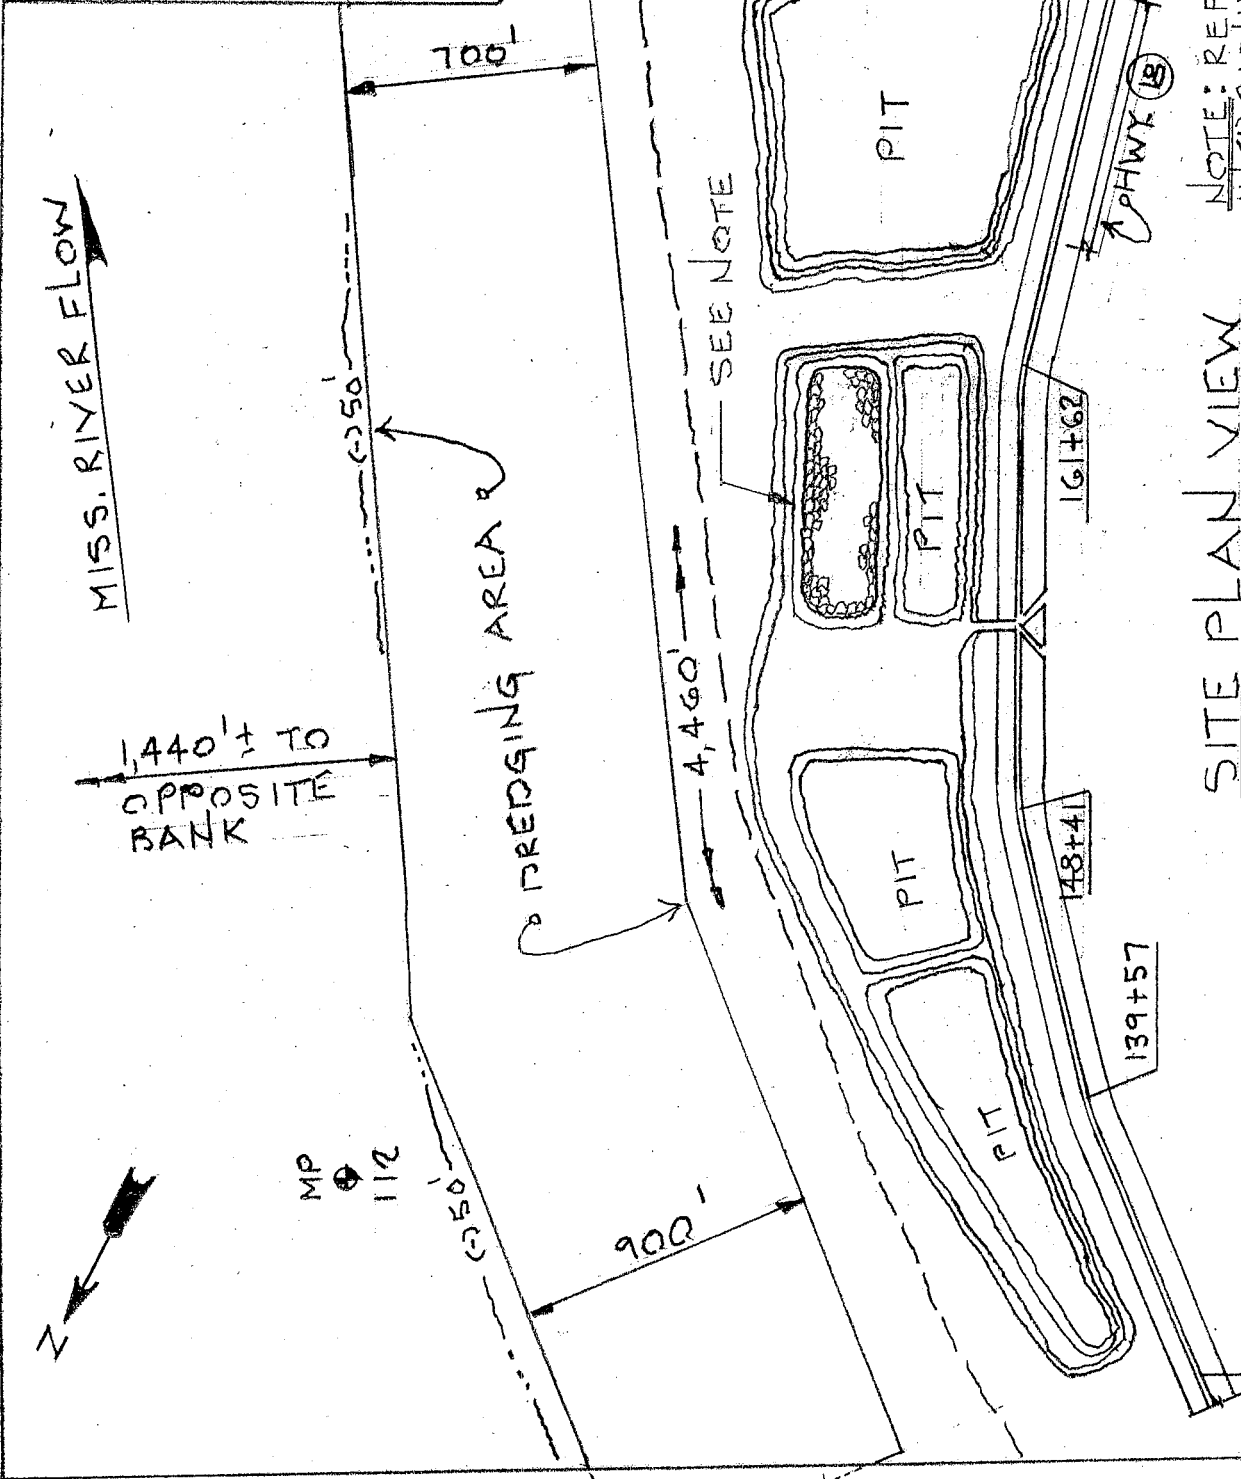 700'
MISS. RIVER FLOW
(-)50'
1,440'± TO
OPPOSITE
BANK
DREDGING AREA
SEE NOTE
4,460'
PIT
PIT
PIT
PIT
HWY 18
161+62
148+41
139+57
MP
112
(-)50'
900'
N
NOTE:
SITE PLAN VIEW